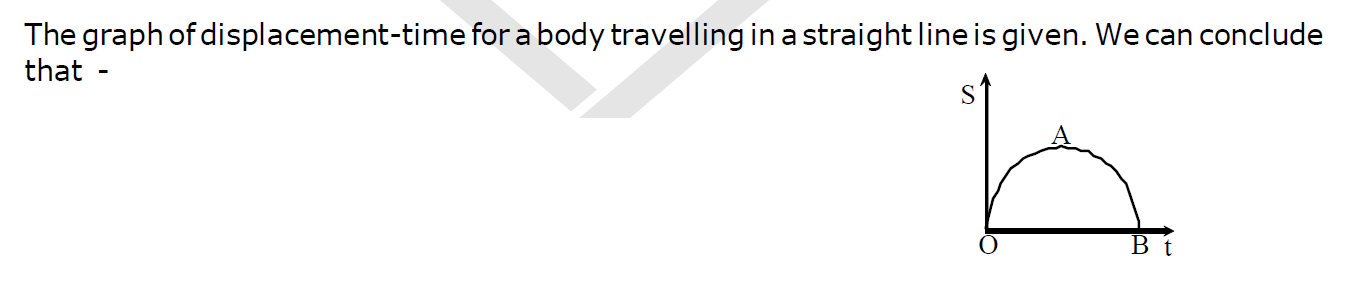 The graph of displacement-time for a body travelling in a straight line is given. We can conclude
that -
S
A
O
B t